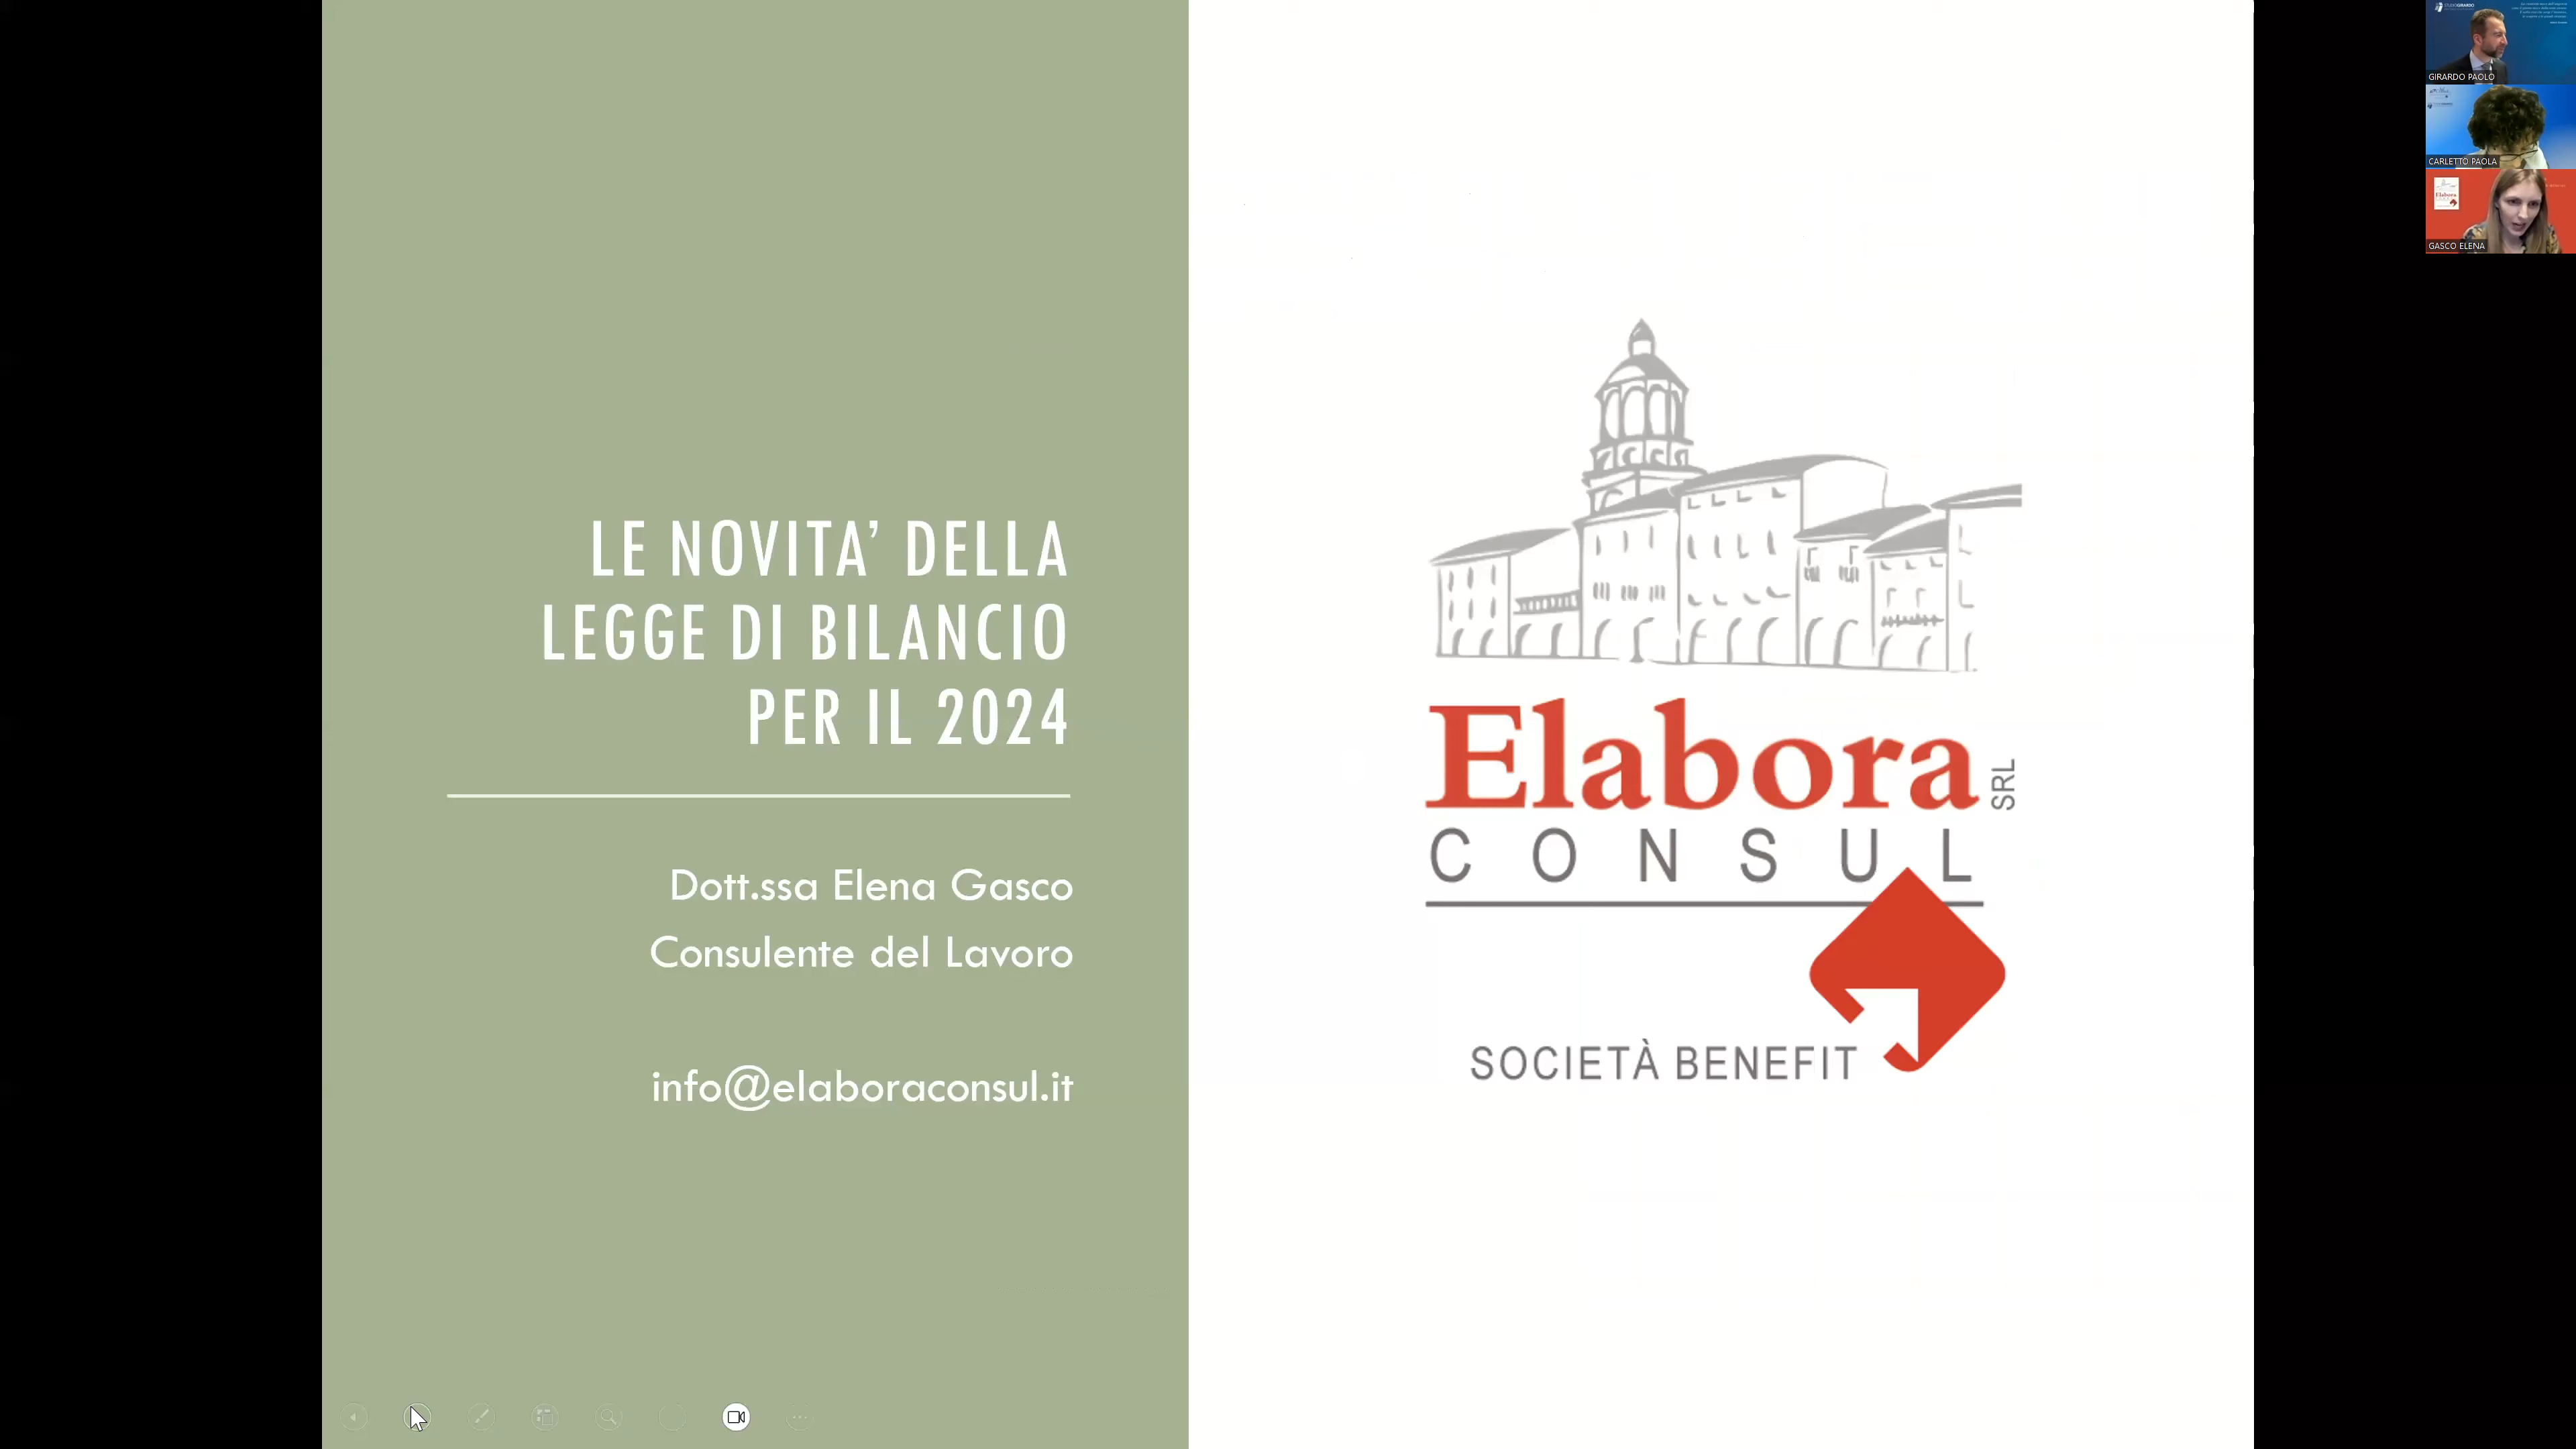 LE NOVITA’ DELLA
LEGGE DI BILANCIO
PER IL 2024
Dott.ssa Elena Gasco
Consulente del Lavoro
info@elaboraconsul.it
Elabora SRL
CONSUL
SOCIETÀ BENEFIT
GIRARDO PAOLO
CARLETTO PAOLA
Elabora
GASCO ELENA